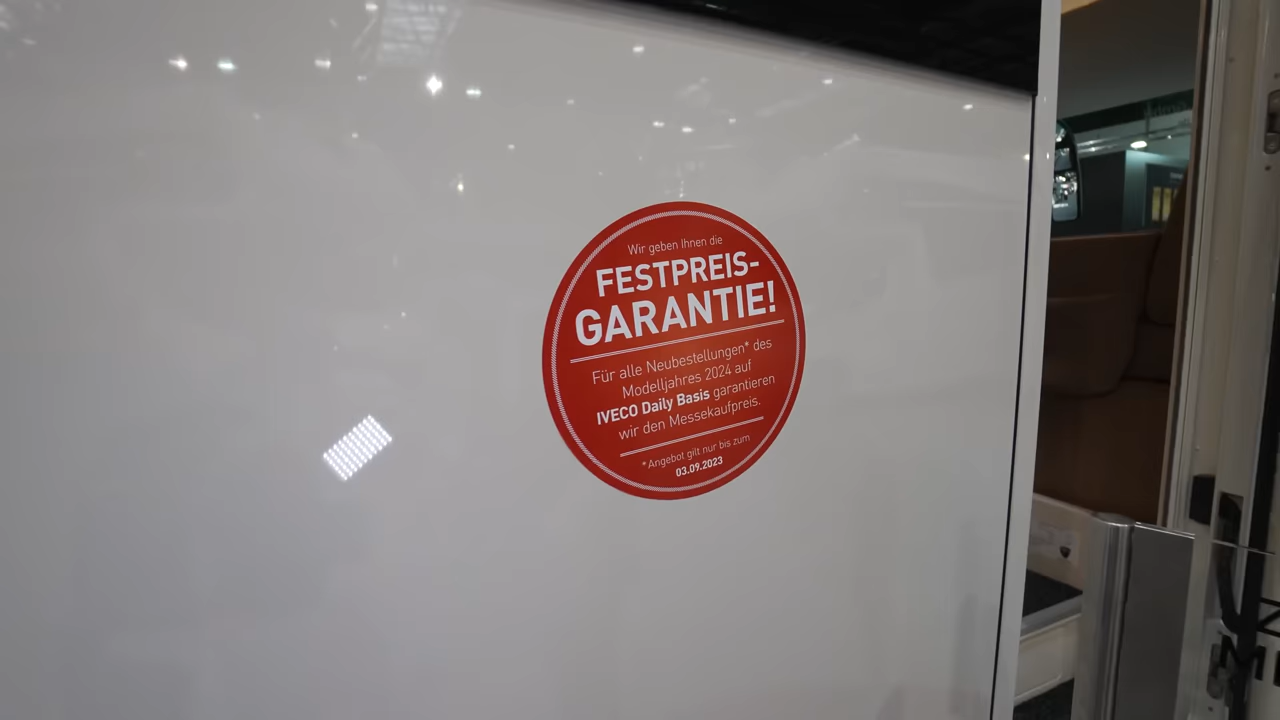 Wir geben Ihnen die
FESTPREIS-
GARANTIE!
Für alle Neubestellungen* des
Modelljahres 2024 auf
IVECO Daily Basis garantieren
wir den Messekaufpreis.
*Angebot gilt nur bis zum
03.09.2023